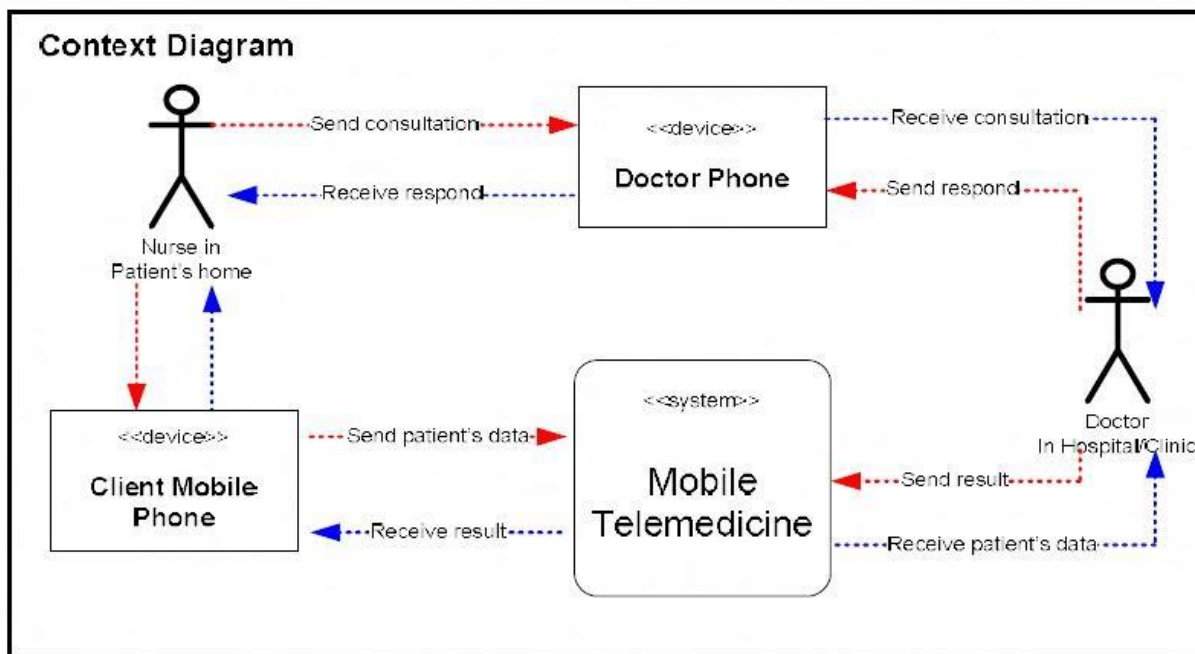 Context Diagram
Send consultation
<<device>>
Doctor Phone
Receive consultation
Receive respond
Send respond
Nurse in
Patient's home
<<device>>
Client Mobile
Phone
Send patient's data
Receive result
<<system>>
Mobile
Telemedicine
Doctor
In Hospital/Clinic
Send result
Receive patient's data